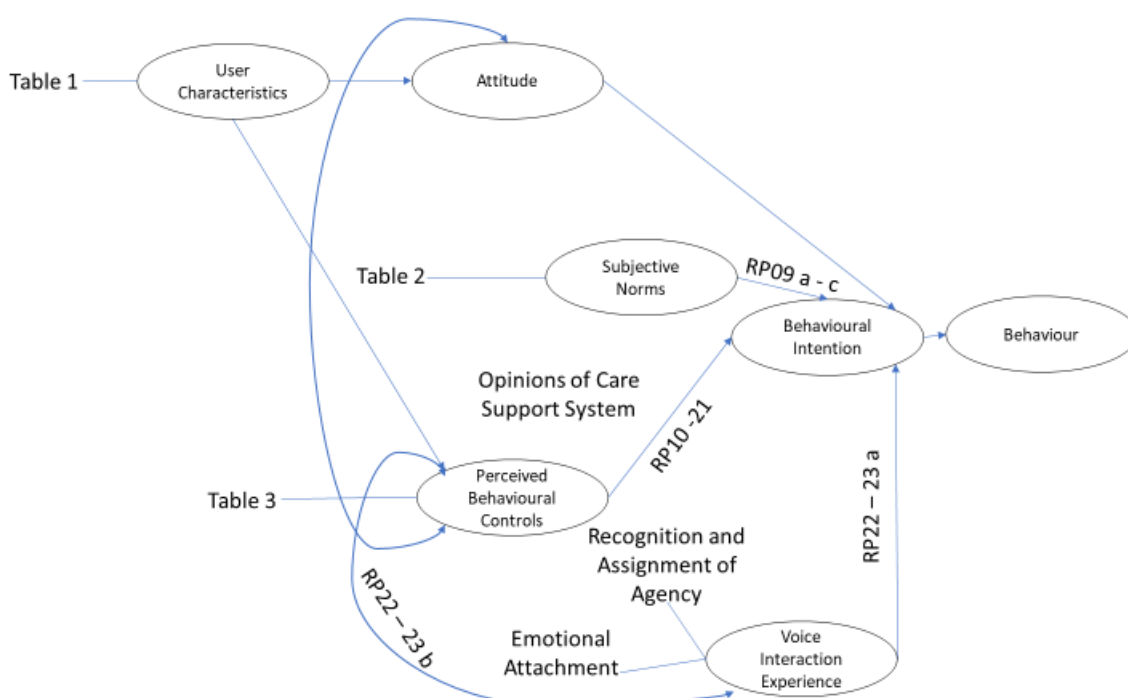 Table 1
User
Characteristics
Attitude
Table 2
Subjective
Norms
RP09 a - c
Behavioural
Intention
Behaviour
Opinions of Care
Support System
RP10 -21
Table 3
Perceived
Behavioural
Controls
RP22 – 23 a
Recognition and
Assignment of
Agency
RP22 – 23 b
Emotional
Attachment
Voice
Interaction
Experience